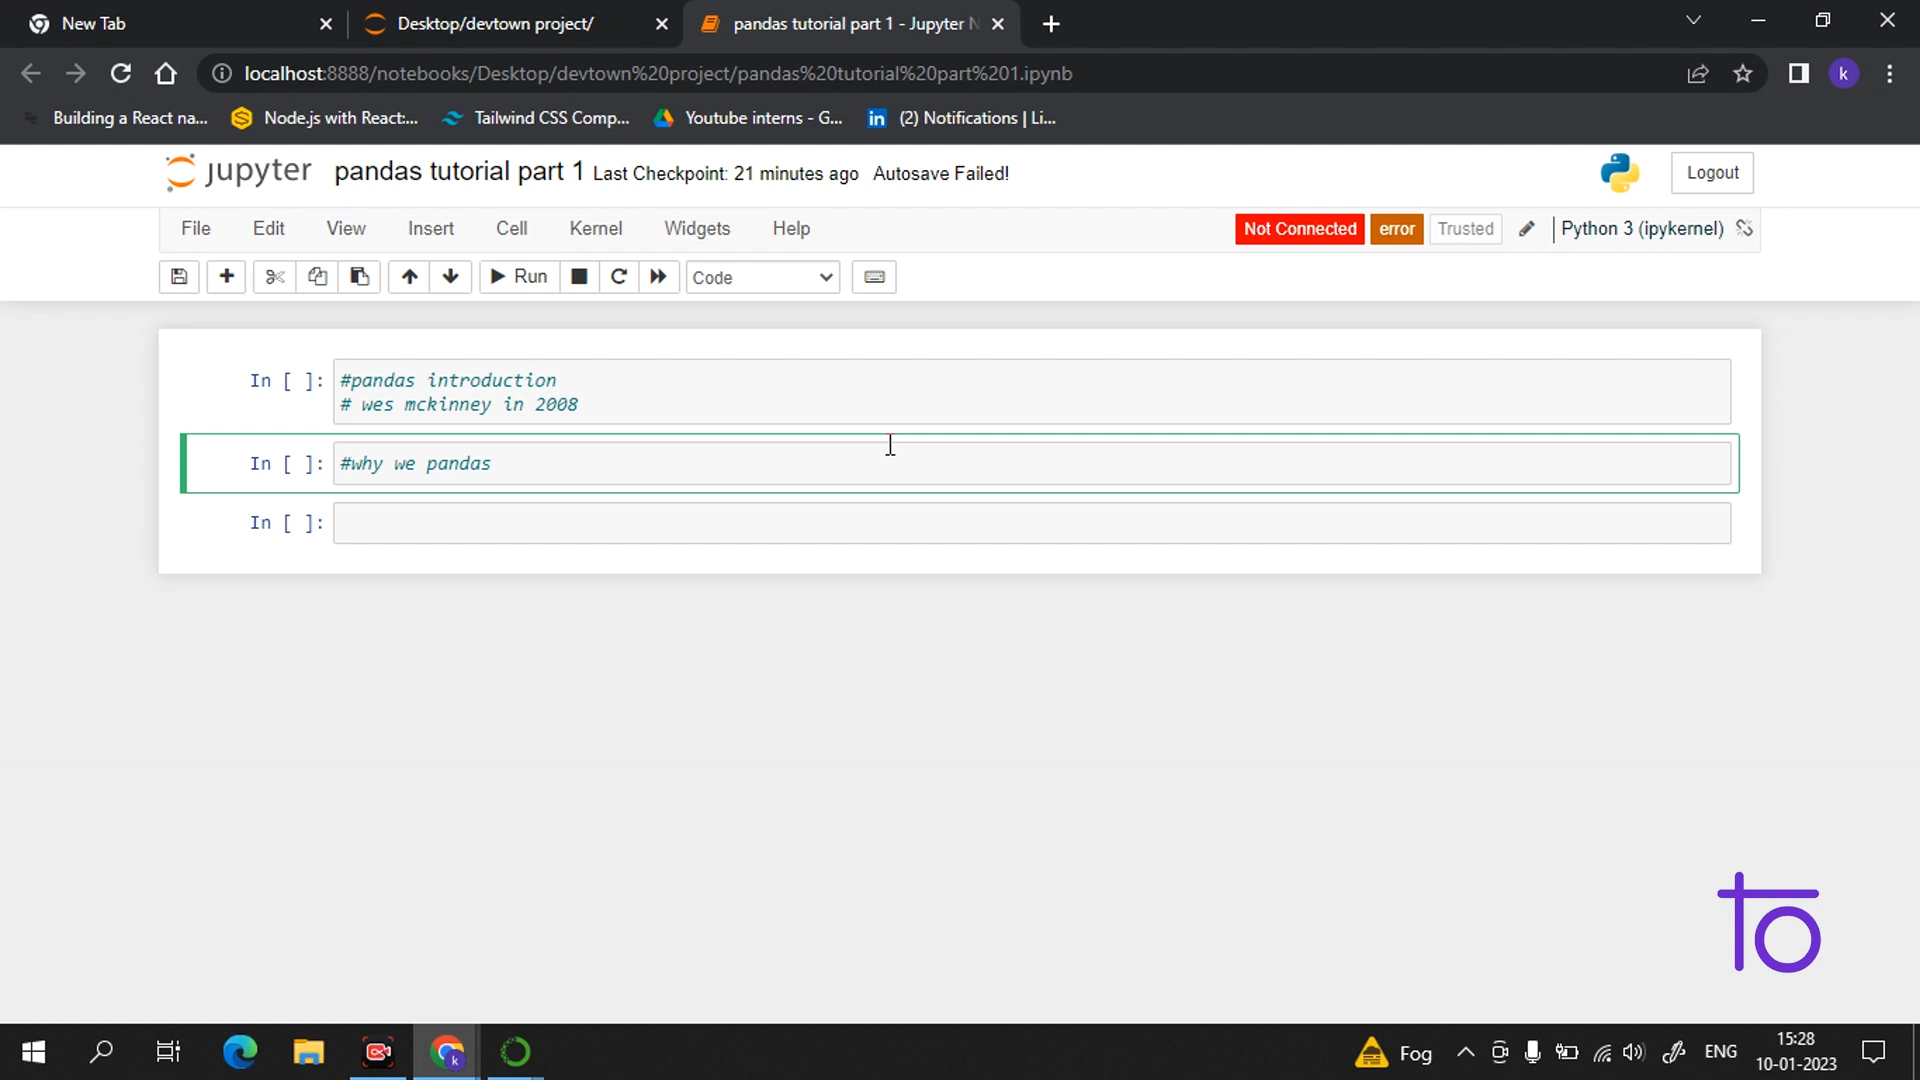 New Tab
Desktop/devtown project/
pandas tutorial part 1 - Jupyter N
localhost:8888/notebooks/Desktop/devtown%20project/pandas%20tutorial%20part%201.ipynb
k
Building a React na...
Node.js with React:...
Tailwind CSS Comp...
Youtube interns - G...
in
(2) Notifications | Li...
jupyter
pandas tutorial part 1
Last Checkpoint: 21 minutes ago
Autosave Failed!
Logout
File
Edit
View
Insert
Cell
Kernel
Widgets
Help
Not Connected
error
Trusted
Python 3 (ipykernel)
Run
Code
In [ ]:
#pandas introduction
# wes mckinney in 2008
In [ ]:
#why we pandas
In [ ]:
to
k
Fog
ENG
15:28
10-01-2023